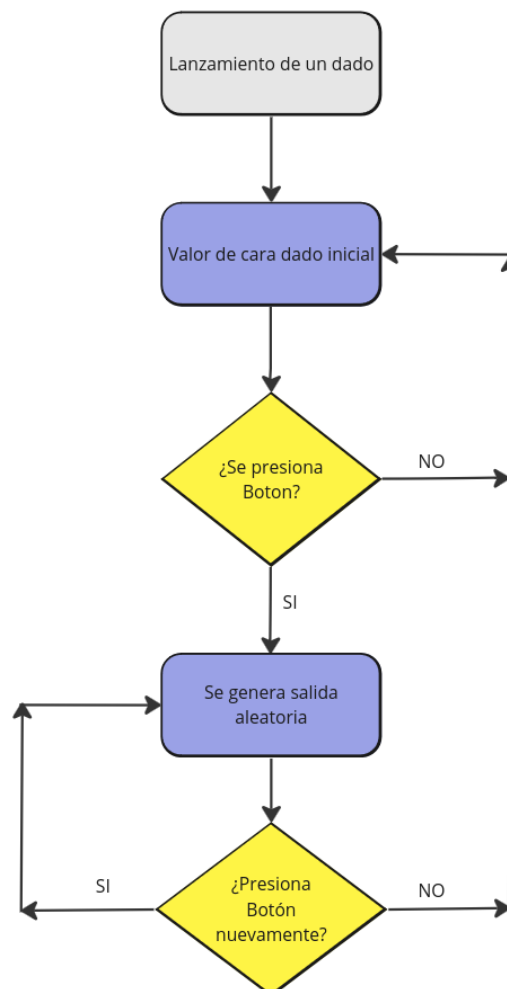 Lanzamiento de un dado
Valor de cara dado inicial
¿Se presiona
Boton?
NO
SI
Se genera salida
aleatoria
SI
¿Presiona
Botón
nuevamente?
NO